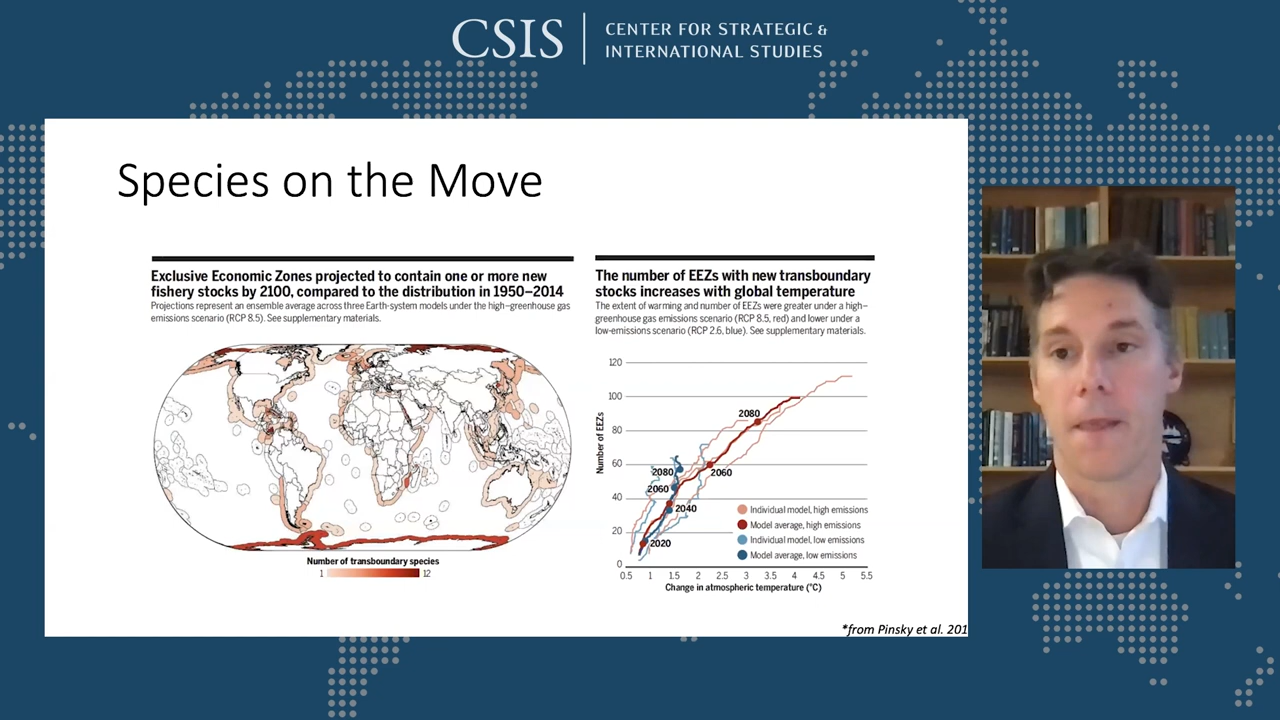 CSIS
CENTER FOR STRATEGIC &
INTERNATIONAL STUDIES
Species on the Move
Exclusive Economic Zones projected to contain one or more new
fishery stocks by 2100, compared to the distribution in 1950–2014
Projections represent an ensemble average across three Earth-system models under the high–greenhouse gas
emissions scenario (RCP 8.5). See supplementary materials.
Number of transboundary species
1 12
The number of EEZs with new transboundary
stocks increases with global temperature
The extent of warming and number of EEZs were greater under a high–
greenhouse gas emissions scenario (RCP 8.5, red) and lower under a
low-emissions scenario (RCP 2.6, blue). See supplementary materials.
Number of EEZs
120
100
80
60
40
20
0
2080
2080
2060
2060
2040
2020
Individual model, high emissions
Model average, high emissions
Individual model, low emissions
Model average, low emissions
0.5 1 1.5 2 2.5 3 3.5 4 4.5 5 5.5
Change in atmospheric temperature (°C)
*from Pinsky et al. 201